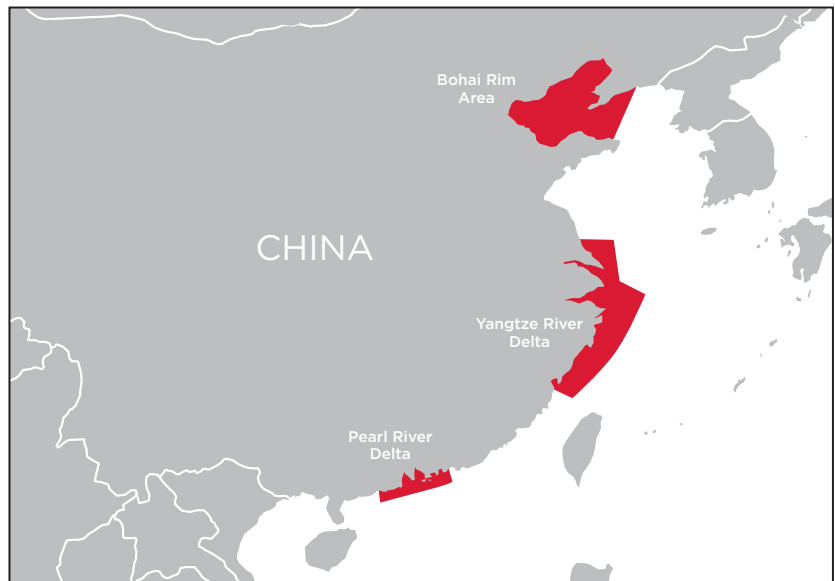 Bohai Rim
Area
CHINA
Yangtze River
Delta
Pearl River
Delta